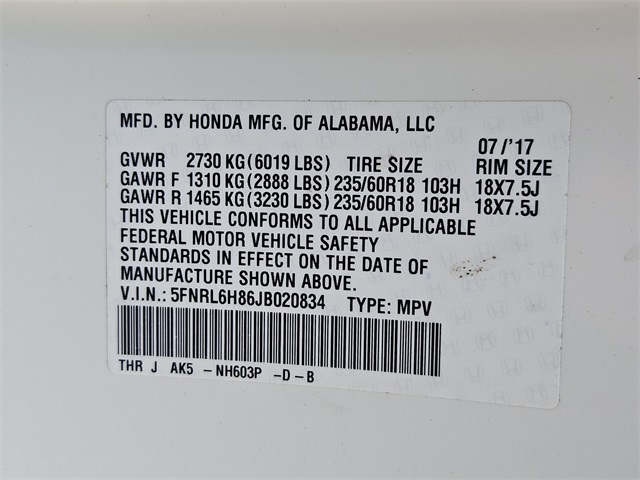 MFD. BY HONDA MFG. OF ALABAMA, LLC
07/'17
GVWR 2730 KG(6019 LBS) TIRE SIZE RIM SIZE
GAWR F 1310 KG(2888 LBS)235/60R18 103H 18X7.5J
GAWR R 1465 KG(3230 LBS)235/60R18 103H 18X7.5J
THIS VEHICLE CONFORMS TO ALL APPLICABLE
FEDERAL MOTOR VEHICLE SAFETY
STANDARDS IN EFFECT ON THE DATE OF
MANUFACTURE SHOWN ABOVE.
V.I.N.: 5FNRL6H86JB020834 TYPE: MPV
THR J AK5 -NH603P -D-B